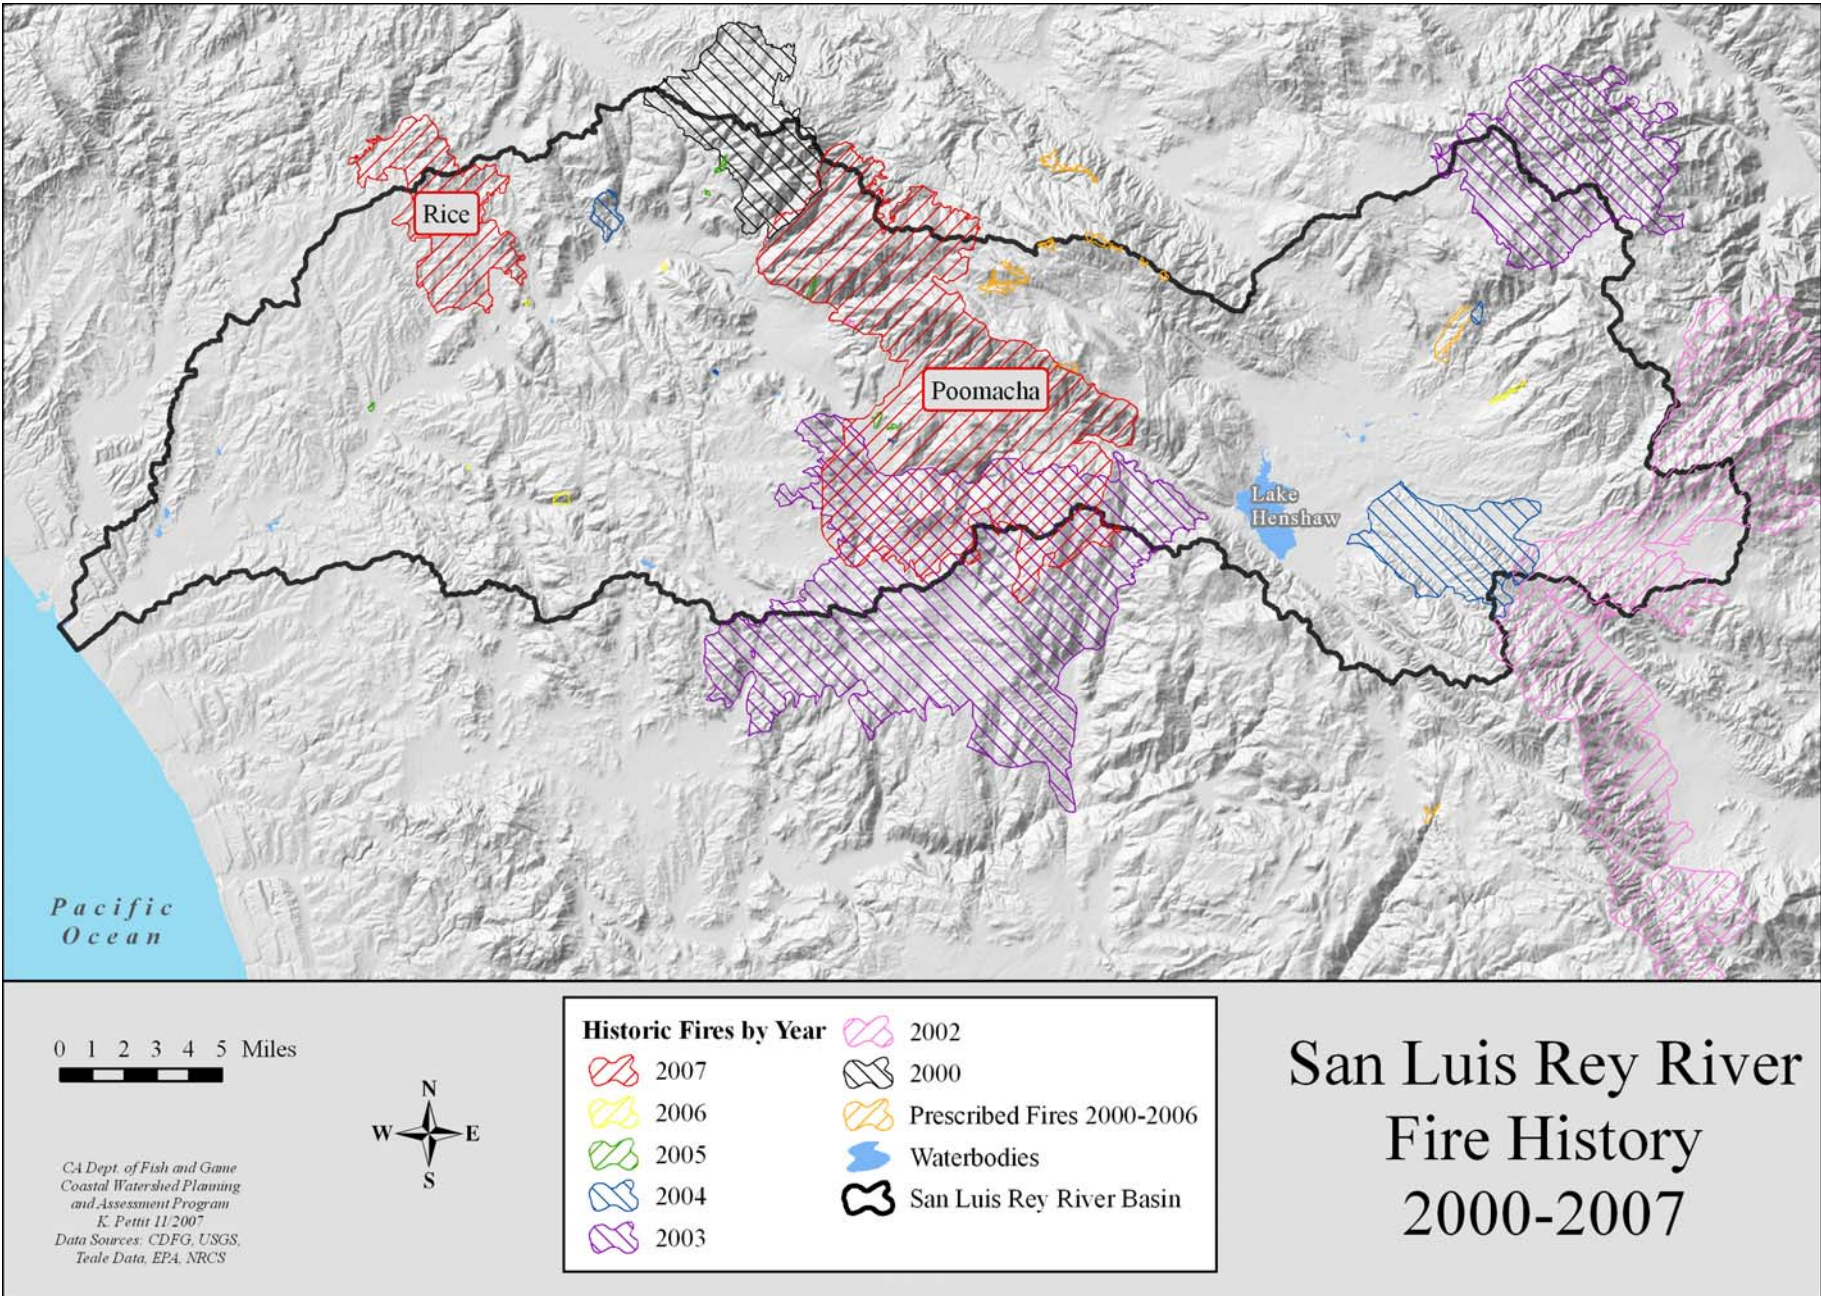 Rice
Poomacha
Lake
Henshaw
Pacific
Ocean
0 1 2 3 4 5 Miles
N
W E
S
CA Dept. of Fish and Game
Coastal Watershed Planning
and Assessment Program
K. Pettit 11/2007
Data Sources: CDFG, USGS,
Teale Data, EPA, NRCS
Historic Fires by Year
2007
2006
2005
2004
2003
2002
2000
Prescribed Fires 2000-2006
Waterbodies
San Luis Rey River Basin
San Luis Rey River
Fire History
2000-2007